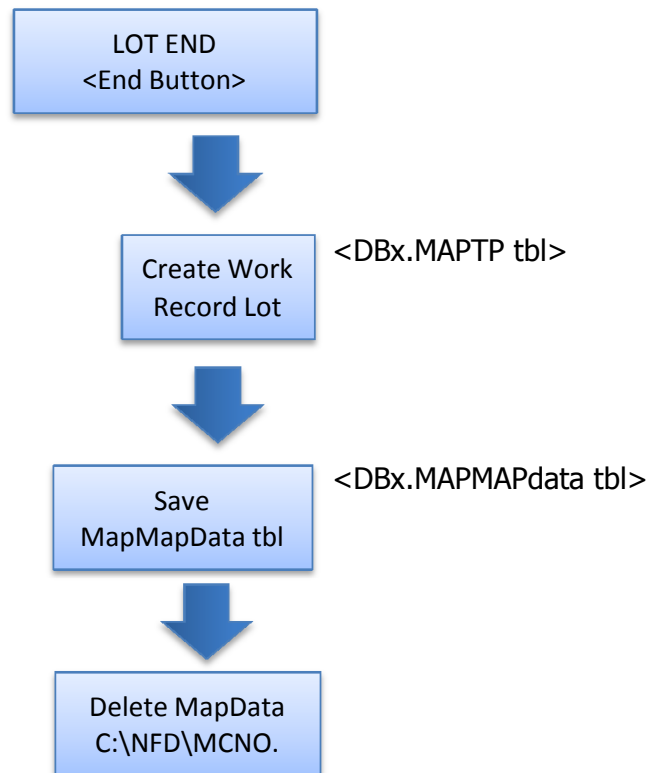 LOT END
<End Button>
Create Work
Record Lot
<DBx.MAPTP tbl>
Save
MapMapData tbl
<DBx.MAPMAPdata tbl>
Delete MapData
C:\NFD\MCNO.